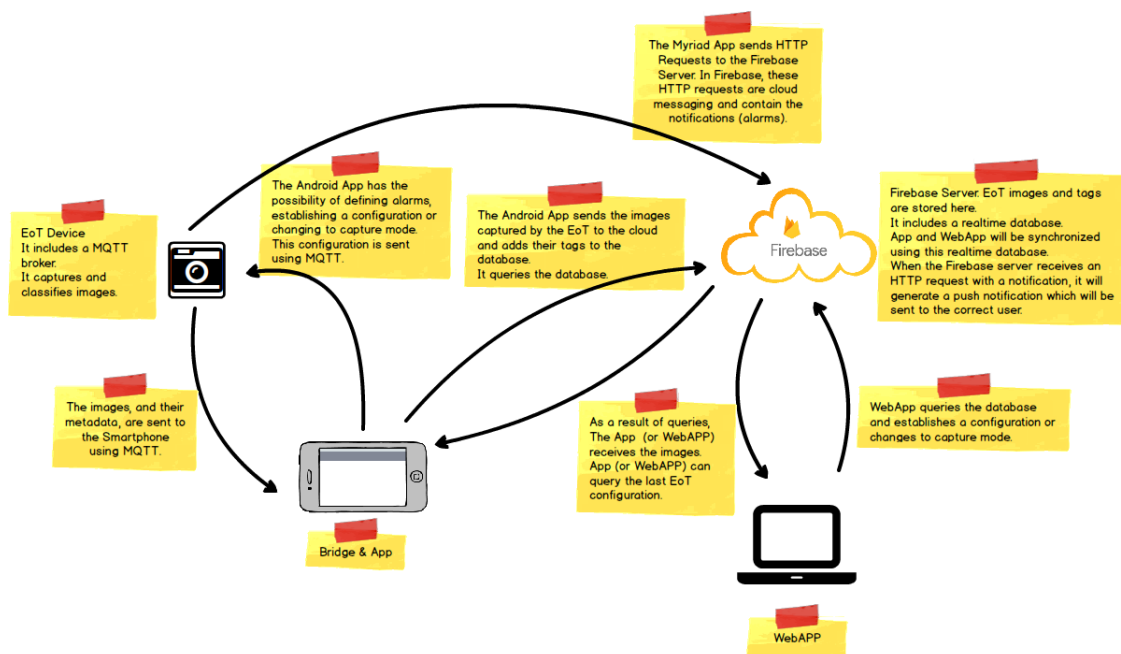 The Myriad App sends HTTP
Requests to the Firebase
Server. In Firebase, these
HTTP requests are cloud
messaging and contain the
notifications (alarms).
The Android App has the
possibility of defining alarms,
establishing a configuration or
changing to capture mode.
This configuration is sent
using MQTT.
The Android App sends the images
captured by the EoT to the cloud
and adds their tags to the
database.
It queries the database.
Firebase
Firebase Server. EoT images and tags
are stored here.
It includes a realtime database.
App and WebApp will be synchronized
using this realtime database.
When the Firebase server receives an
HTTP request with a notification, it will
generate a push notification which will be
sent to the correct user.
EoT Device
It includes a MQTT
broker.
It captures and
classifies images.
The images, and their
metadata, are sent to
the Smartphone
using MQTT.
As a result of queries,
The App (or WebAPP)
receives the images.
App (or WebAPP) can
query the last EoT
configuration.
WebApp queries the database
and establishes a configuration or
changes to capture mode.
Bridge & App
WebAPP